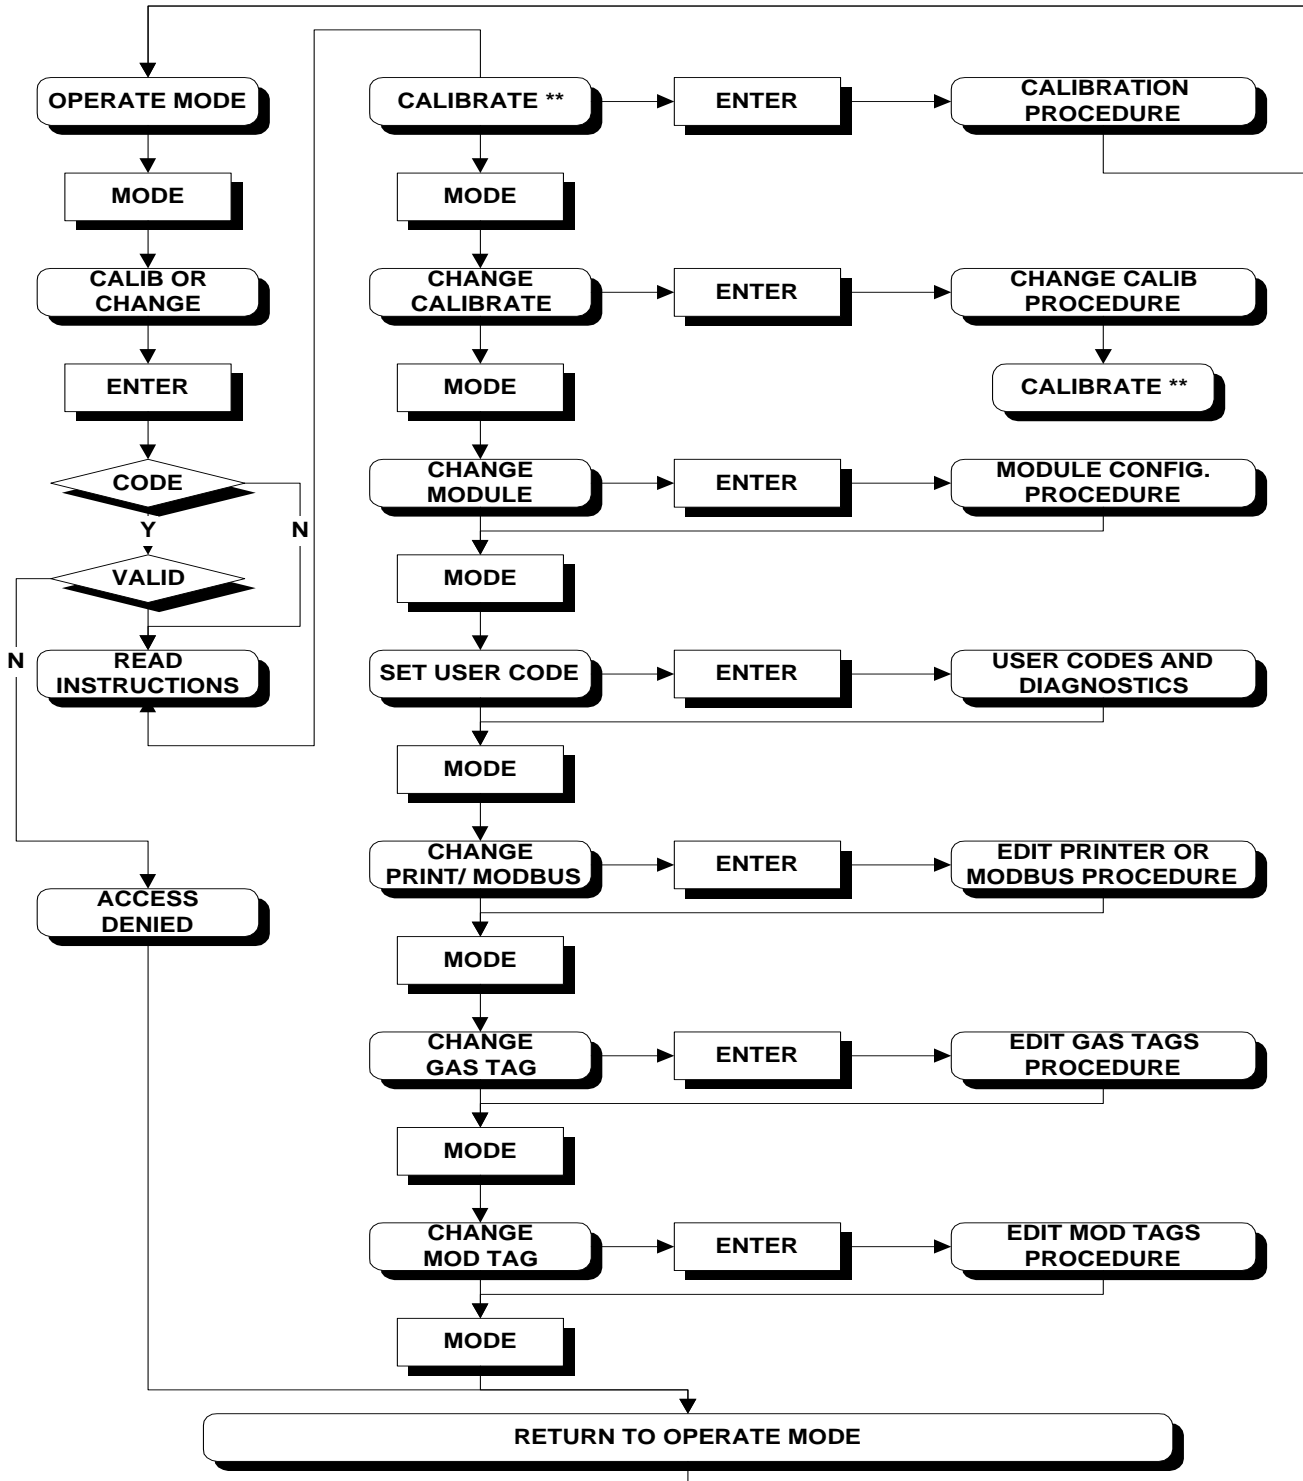 OPERATE MODE
MODE
CALIB OR
CHANGE
ENTER
CODE
Y
N
VALID
N
READ
INSTRUCTIONS
ACCESS
DENIED
CALIBRATE **
ENTER
CALIBRATION
PROCEDURE
MODE
CHANGE
CALIBRATE
ENTER
CHANGE CALIB
PROCEDURE
CALIBRATE **
MODE
CHANGE
MODULE
ENTER
MODULE CONFIG.
PROCEDURE
MODE
SET USER CODE
ENTER
USER CODES AND
DIAGNOSTICS
MODE
CHANGE
PRINT/ MODBUS
ENTER
EDIT PRINTER OR
MODBUS PROCEDURE
MODE
CHANGE
GAS TAG
ENTER
EDIT GAS TAGS
PROCEDURE
MODE
CHANGE
MOD TAG
ENTER
EDIT MOD TAGS
PROCEDURE
MODE
RETURN TO OPERATE MODE